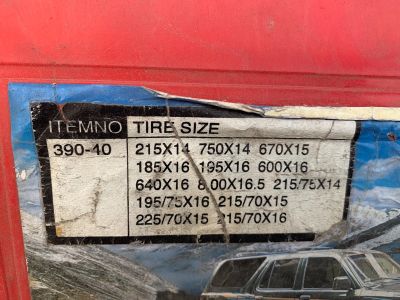 ITEMNO TIRE SIZE
390-40 215X14 750X14 670X15
185X16 195X16 600X16
640X16 8.00X16.5 215/75X14
195/75X16 215/70X15
225/70X15 215/70X16